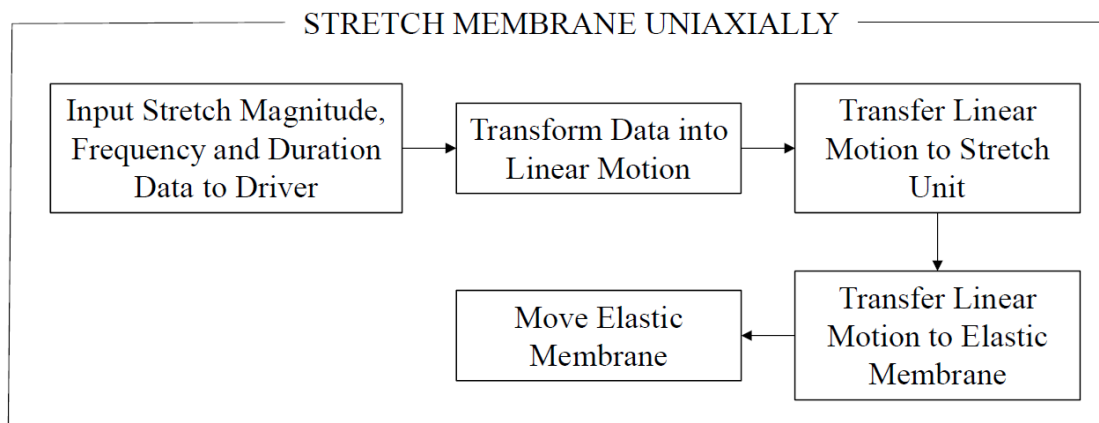 STRETCH MEMBRANE UNIAXIALLY
Input Stretch Magnitude,
Frequency and Duration
Data to Driver
Transform Data into
Linear Motion
Transfer Linear
Motion to Stretch
Unit
Transfer Linear
Motion to Elastic
Membrane
Move Elastic
Membrane